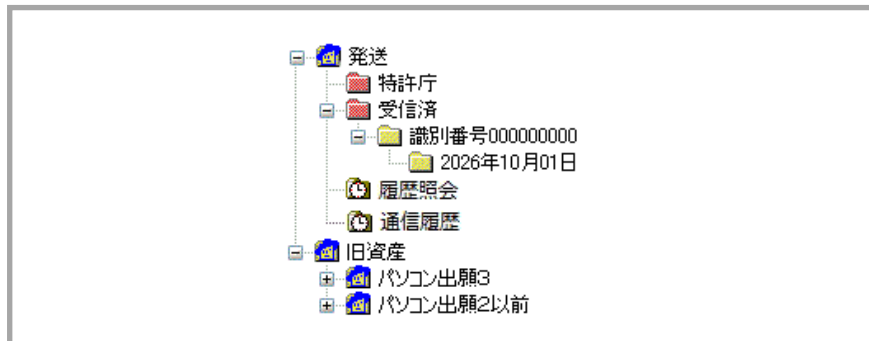 発送
特許庁
受信済
識別番号000000000
2026年10月01日
履歴照会
通信履歴
旧資産
パソコン出願3
パソコン出願2以前